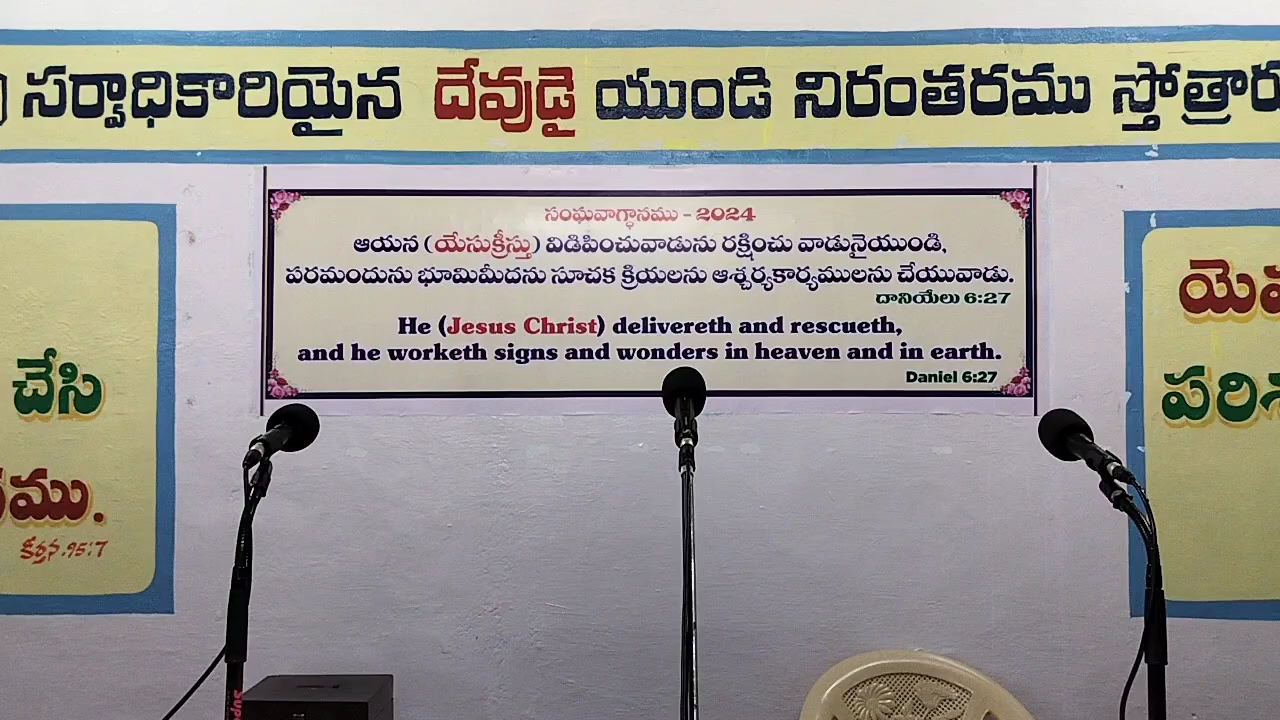 సర్వాధికారియైన దేవుడై యుండి నిరంతరము
సంఘవాగ్ధానము - 2024
ఆయన (యేసుక్రీస్తు) విడిపించువాడును రక్షించు వాడునైయుండి,
పరమందును భూమిమీదను సూచక క్రియలను ఆశ్చర్యకార్యములను చేయువాడు.
దానియేలు 6:27
He (Jesus Christ) delivereth and rescueth,
and he worketh signs and wonders in heaven and in earth.
Daniel 6:27
చేసి
కీర్తన.95:7